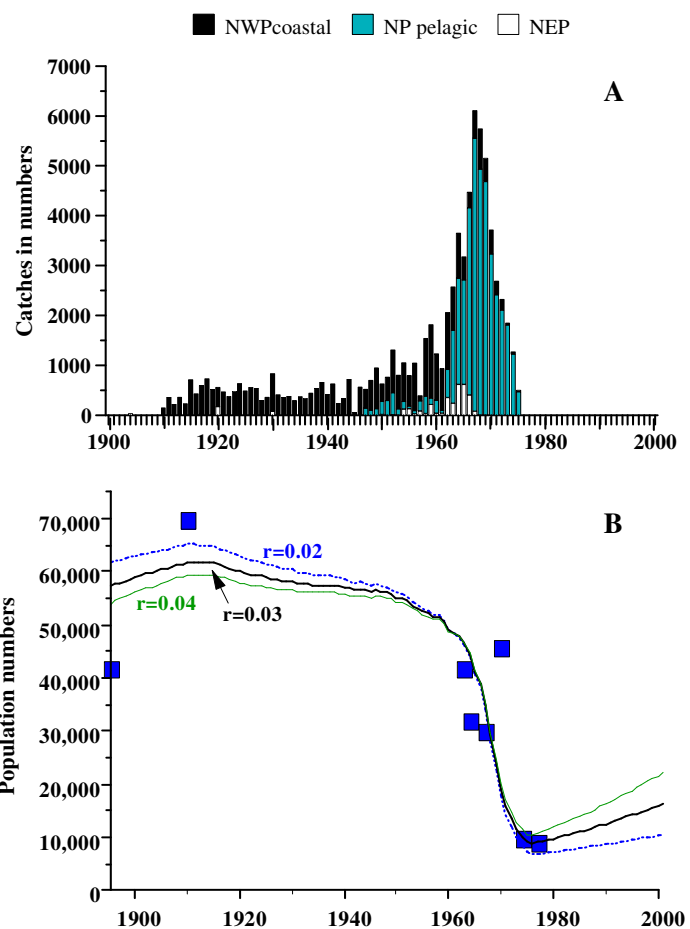 NWPcoastal NP pelagic NEP
A
Catches in numbers
7000
6000
5000
4000
3000
2000
1000
0
1900 1920 1940 1960 1980 2000
B
Population numbers
70,000
60,000
50,000
40,000
30,000
20,000
10,000
0
r=0.02
r=0.04
r=0.03
1900 1920 1940 1960 1980 2000